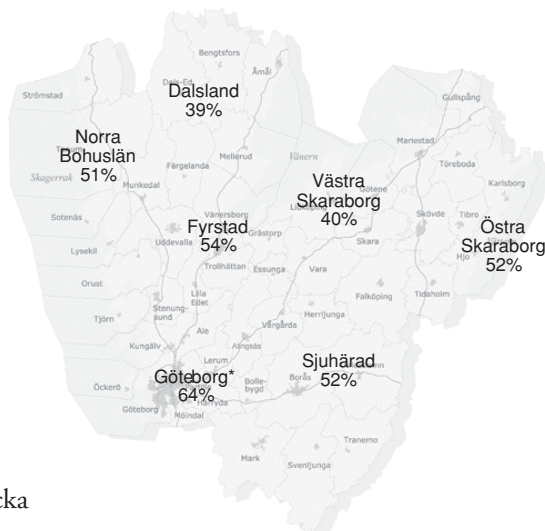 Bengtsfors
Åmål
Dals-Ed
Dalsland
39%
Strömstad
Gullspång
Norra
Bohuslän
51%
Mariestad
Mellerud
Vänern
Töreboda
Färgelanda
Skagerrak
Munkedal
Västra
Skaraborg
40%
Götene
Karlsborg
Sotenäs
Vänersborg
Fyrstad
54%
Grästorp
Skövde
Tibro
Östra
Skaraborg
52%
Hjo
Lysekil
Uddevalla
Skara
Trollhättan
Essunga
Vara
Orust
Lilla
Edet
Falköping
Tidaholm
Tjörn
Stenung-
sund
Ale
Vårgårda
Herrljunga
Kungälv
Alingsås
Lerum
Göteborg*
64%
Sjuhärad
52%
Öckerö
Bolle-
bygd
Borås
Göteborg
Härryda
Mölndal
Mark
Tranemo
Svenljunga
cka